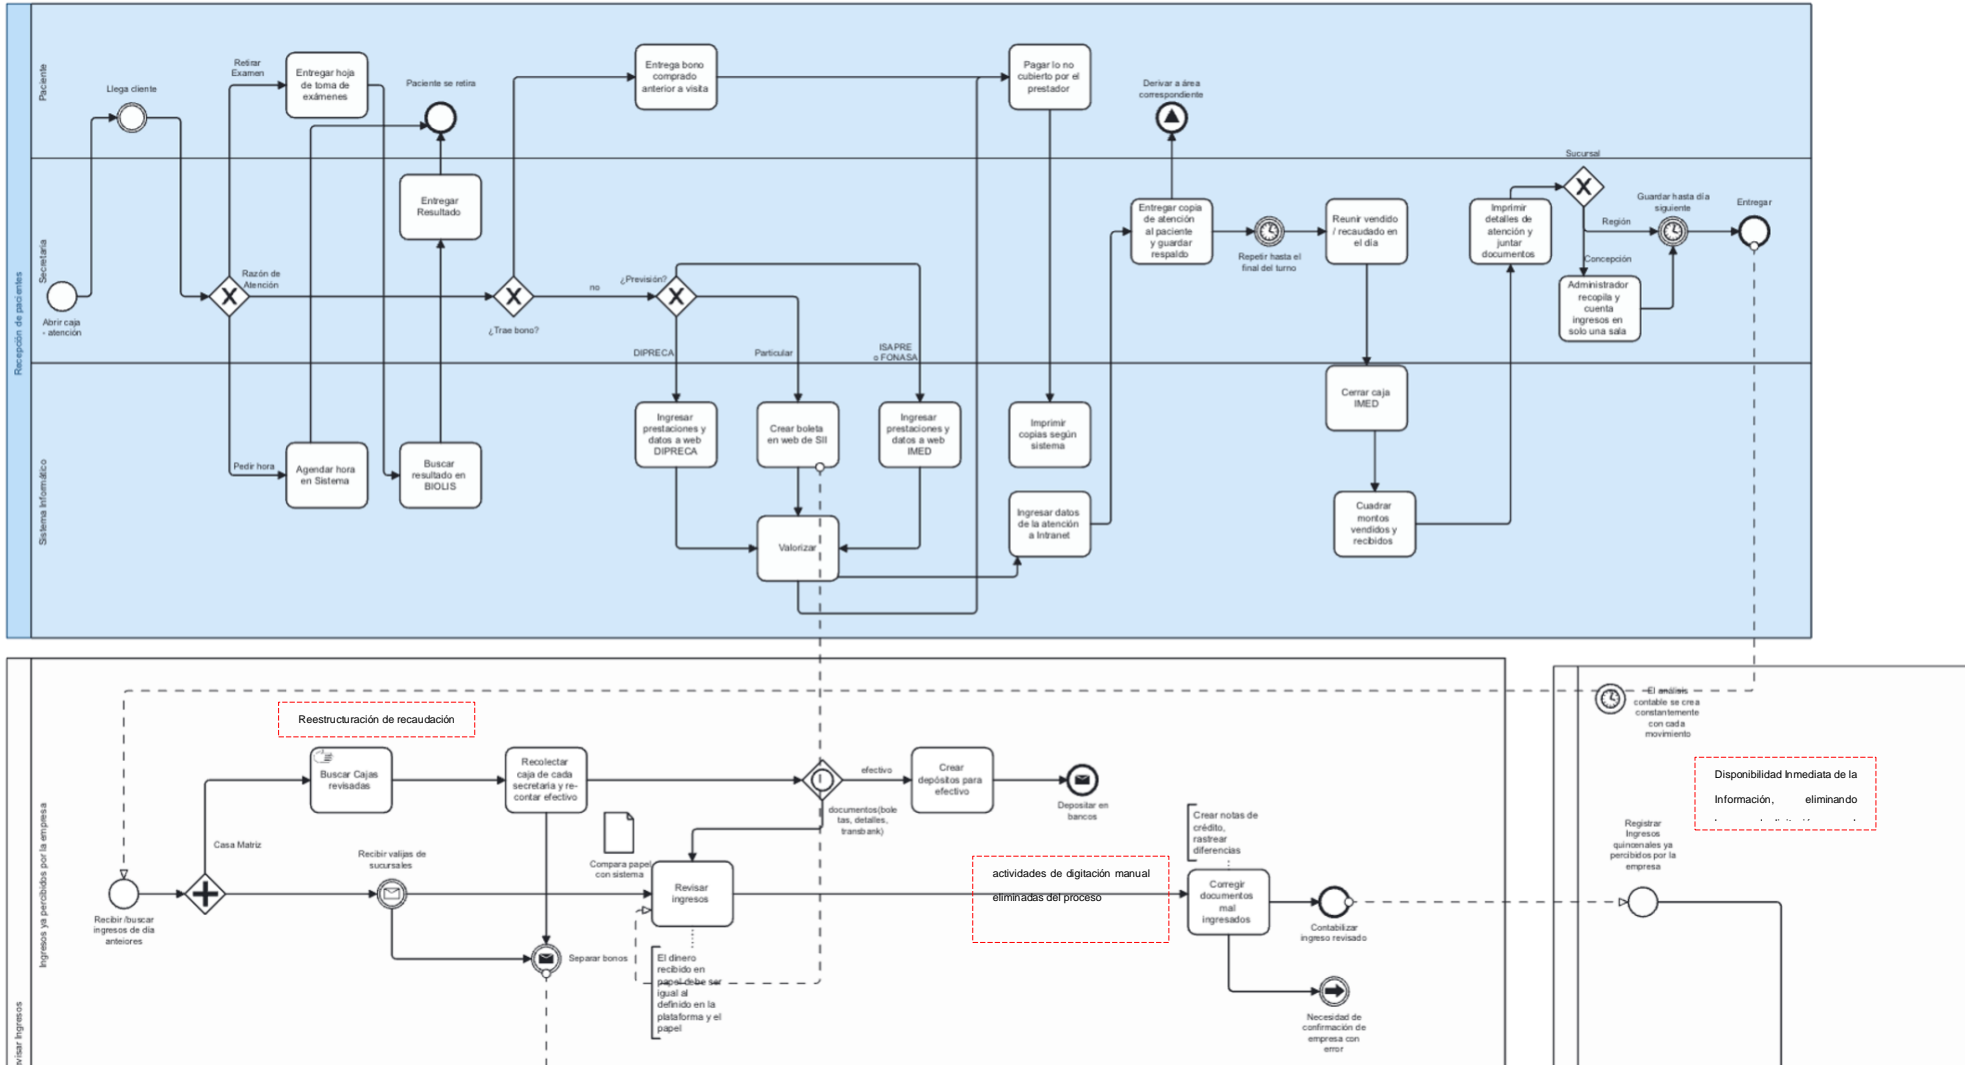 Recepción de pacientes
Paciente
Secretaria
Sistema Informático
Llega cliente
Retirar
Examen
Entregar hoja
de toma de
exámenes
Paciente se retira
Entrega bono
comprado
anterior a visita
Pagar lo no
cubierto por el
prestador
Derivar a área
correspondiente
Abrir caja
- atención
Razón de
Atención
Entregar
Resultado
¿Trae bono?
no
¿Previsión?
DIPRECA
Particular
ISAPRE
o FONASA
Entregar copia
de atención
al paciente
y guardar
respaldo
Repetir hasta el
final del turno
Reunir vendido
/ recaudado en
el día
Imprimir
detalles de
atención y
juntar
documentos
Sucursal
Región
Concepción
Guardar hasta día
siguiente
Entregar
Administrador
recopila y
cuenta
ingresos en
solo una sala
Pedir hora
Agendar hora
en Sistema
Buscar
resultado en
BIOLIS
Ingresar
prestaciones y
datos a web
DIPRECA
Crear boleta
en web de SII
Ingresar
prestaciones y
datos a web
IMED
Valorizar
Imprimir
copias según
sistema
Ingresar datos
de la atención
a Intranet
Cerrar caja
IMED
Cuadrar
montos
vendidos y
recibidos
visar Ingresos
Ingresos ya percibidos por la empresa
Reestructuración de recaudación
Buscar Cajas
revisadas
Recolectar
caja de cada
secretaria y re-
contar efectivo
efectivo
Crear
depósitos para
efectivo
Depositar en
bancos
documentos(bole
tas, detalles,
transbank)
Casa Matriz
Recibir valijas de
sucursales
Compara papel
con sistema
Recibir /buscar
ingresos de día
anteiores
Revisar
ingresos
Separar bonos
El dinero
recibido en
papel debe ser
igual al
definido en la
plataforma y el
papel
actividades de digitación manual
eliminadas del proceso
Crear notas de
crédito,
rastrear
diferencias
Corregir
documentos
mal
ingresados
Contabilizar
ingreso revisado
Necesidad de
confirmación de
empresa con
error
El análisis
contable se crea
constantemente
con cada
movimiento
Disponibilidad Inmediata de la
Información, eliminando
Registrar
Ingresos
quincenales ya
percibidos por la
empresa